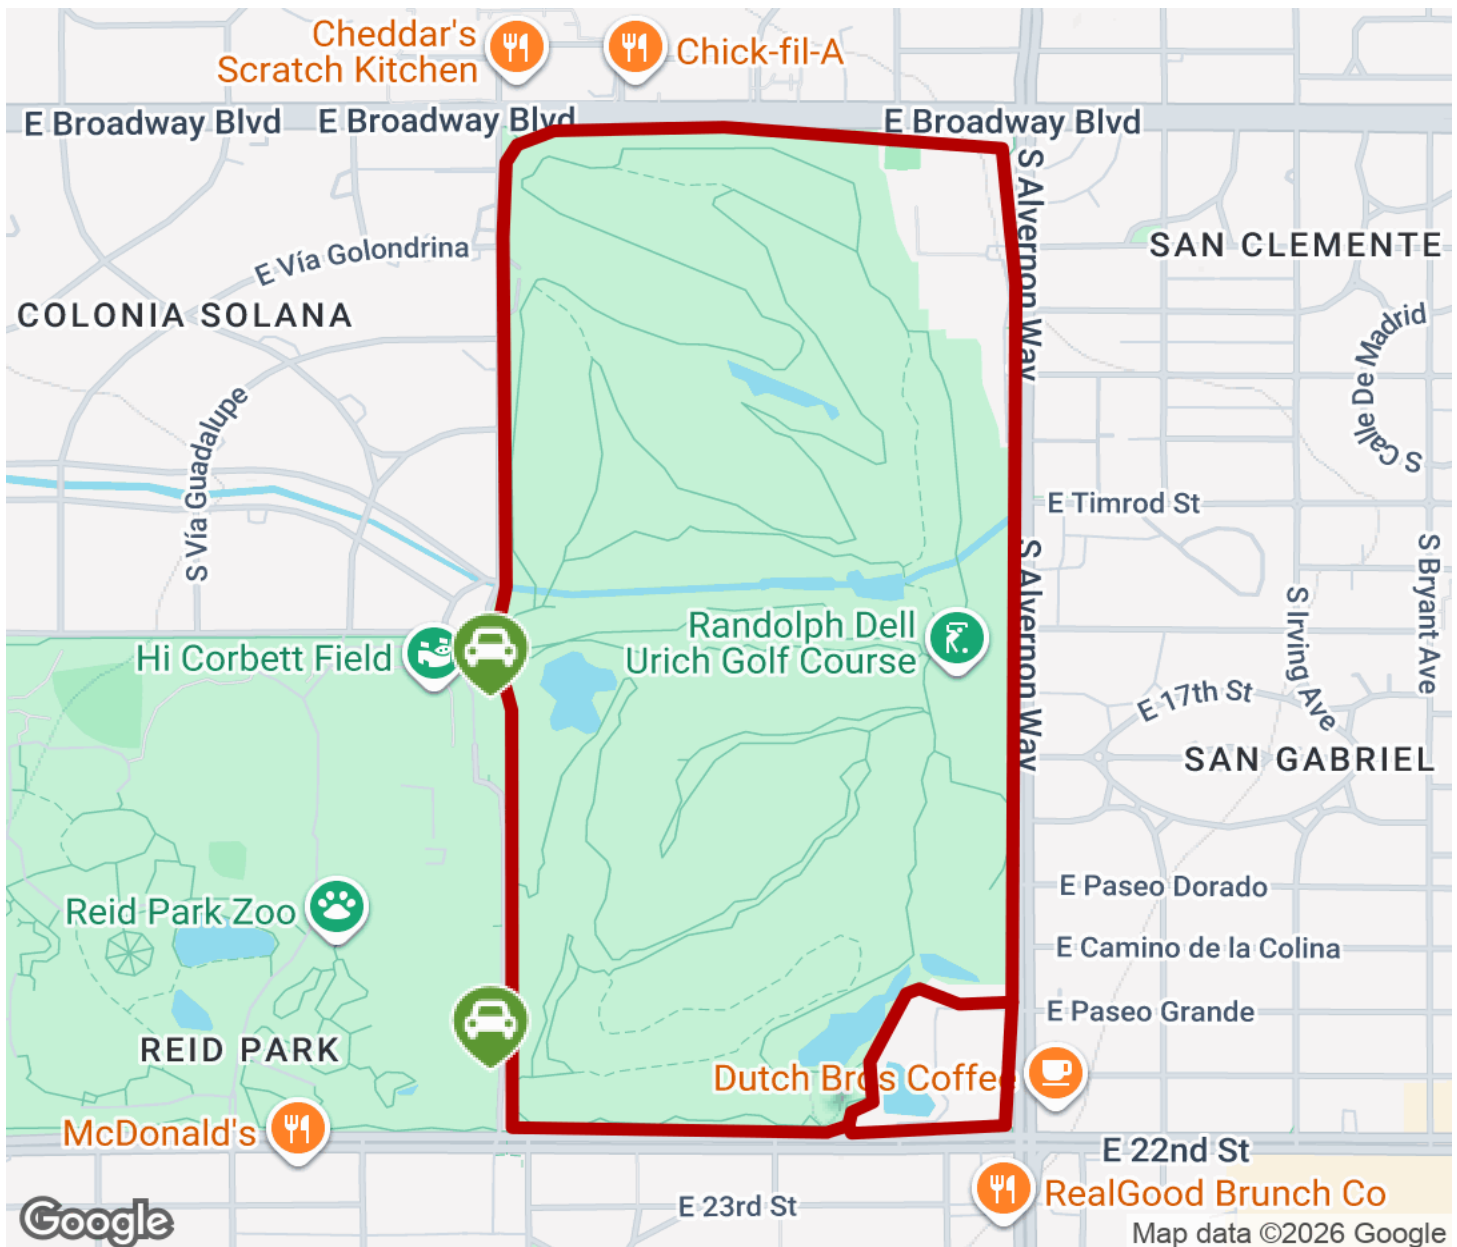 Cheddar's
Scratch Kitchen
Chick-fil-A
E Broadway Blvd
E Broadway Blvd
E Broadway Blvd
S Alvernon Way
SAN CLEMENTE
E Vía Golondrina
COLONIA SOLANA
S Calle De Madrid
S Vía Guadalupe
E Timrod St
S Alvernon Way
S Bryant Ave
S Irving Ave
Hi Corbett Field
Randolph Dell
Urich Golf Course
E 17th St
SAN GABRIEL
E Paseo Dorado
Reid Park Zoo
E Camino de la Colina
E Paseo Grande
REID PARK
Dutch Bros Coffee
McDonald's
E 22nd St
RealGood Brunch Co
E 23rd St
Google
Map data ©2026 Google